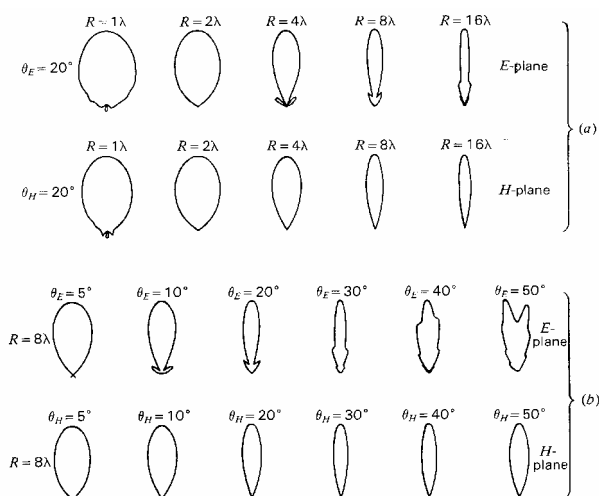 R = 1λ R = 2λ R = 4λ R = 8λ R = 16λ
θE = 20° E-plane
(a)
R = 1λ R = 2λ R = 4λ R = 8λ R = 16λ
θH = 20° H-plane
θE = 5° θE = 10° θE = 20° θE = 30° θE = 40° θE = 50°
R = 8λ E-
plane
(b)
θH = 5° θH = 10° θH = 20° θH = 30° θH = 40° θH = 50°
R = 8λ H-
plane